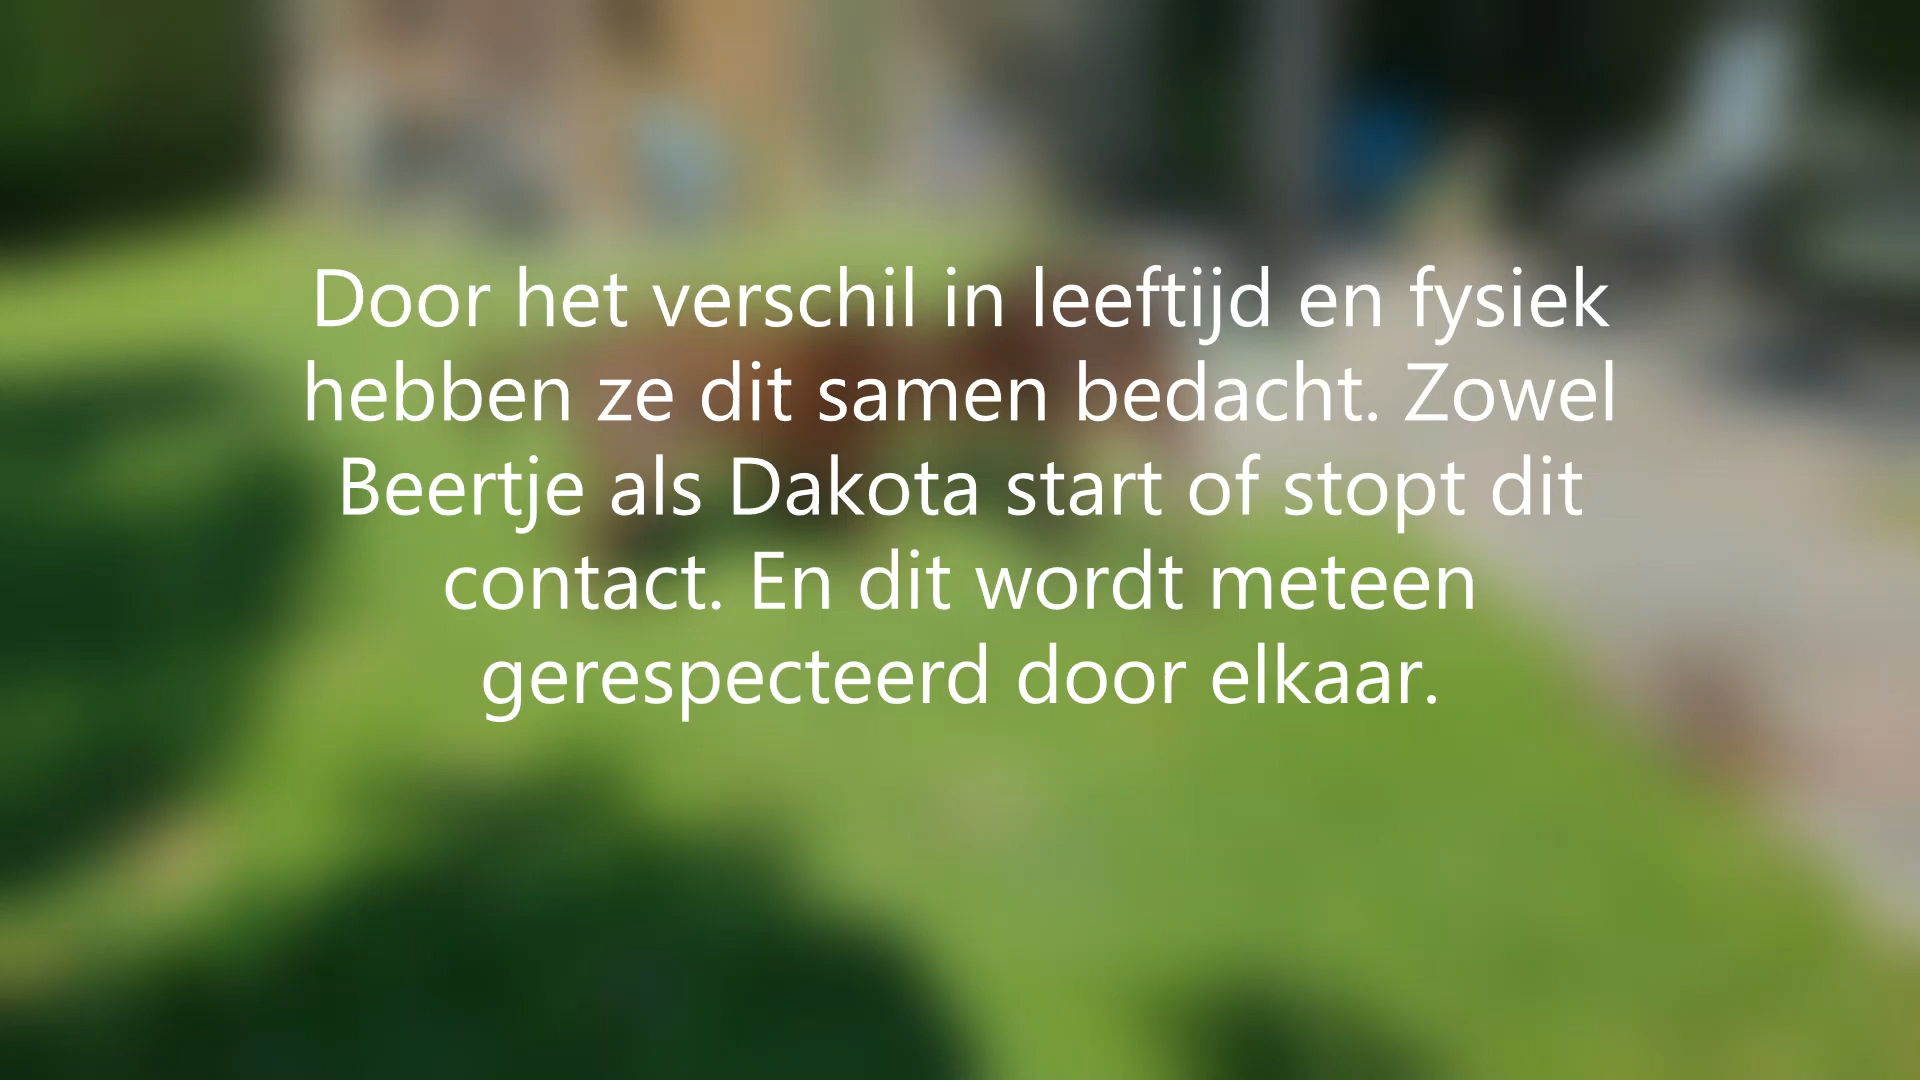 Door het verschil in leeftijd en fysiek
hebben ze dit samen bedacht. Zowel
Beertje als Dakota start of stopt dit
contact. En dit wordt meteen
gerespecteerd door elkaar.